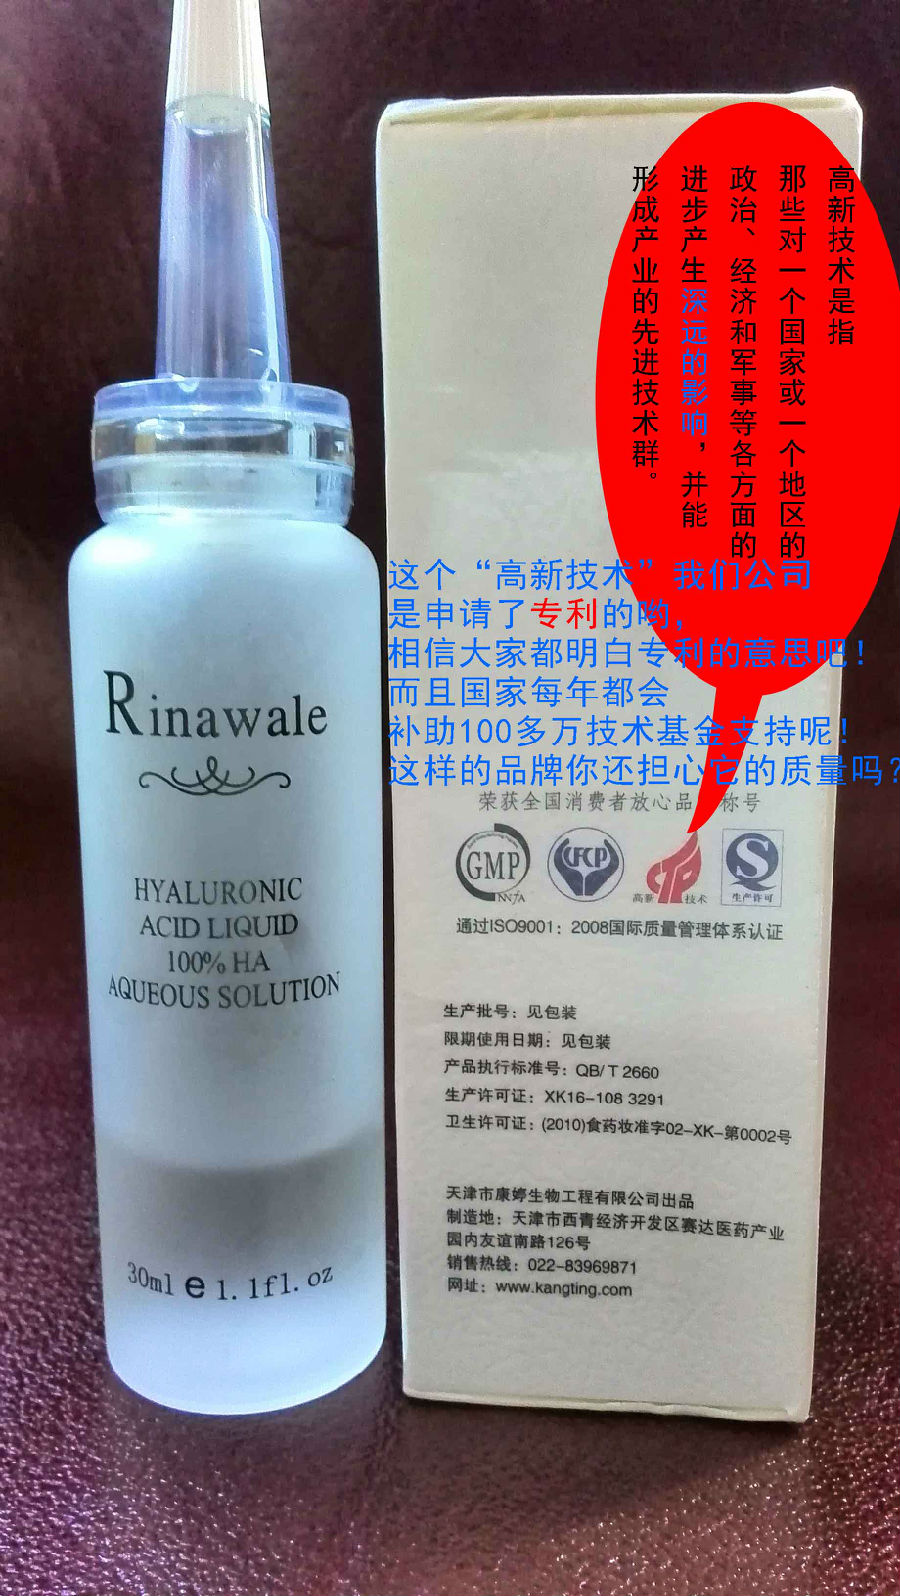 Rinawale
HYALURONIC
ACID LIQUID
100% HA
AQUEOUS SOLUTION
30ml e 1.1fl.oz
高新技术是指
那些对一个国家或一个地区的
政治、经济和军事等各方面的
进步产生深远的影响，并能
形成产业的先进技术群。
这个“高新技术”我们公司
是申请了专利的哟，
相信大家都明白专利的意思吧！
而且国家每年都会
补助100多万技术基金支持呢！
这样的品牌你还担心它的质量吗？
荣获全国消费者放心品 称号
GMP
CFCP
高新技术
生产许可
通过ISO9001：2008国际质量管理体系认证
生产批号：见包装
限期使用日期：见包装
产品执行标准号：QB/T 2660
生产许可证：XK16-108 3291
卫生许可证：(2010)食药妆准字02-XK-第0002号
天津市康婷生物工程有限公司出品
制造地：天津市西青经济开发区赛达医药产业
园内友谊南路126号
销售热线：022-83969871
网址：www.kangting.com